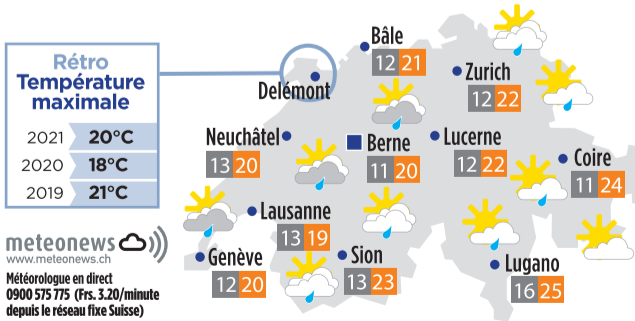 Rétro
Température
maximale
2021 20°C
2020 18°C
2019 21°C
Bâle
12 21
Delémont
Zurich
12 22
Neuchâtel
13 20
Berne
11 20
Lucerne
12 22
Coire
11 24
Lausanne
13 19
Genève
12 20
Sion
13 23
Lugano
16 25
meteonews
www.meteonews.ch
Météorologue en direct
0900 575 775 (Frs. 3.20/minute
depuis le réseau fixe Suisse)